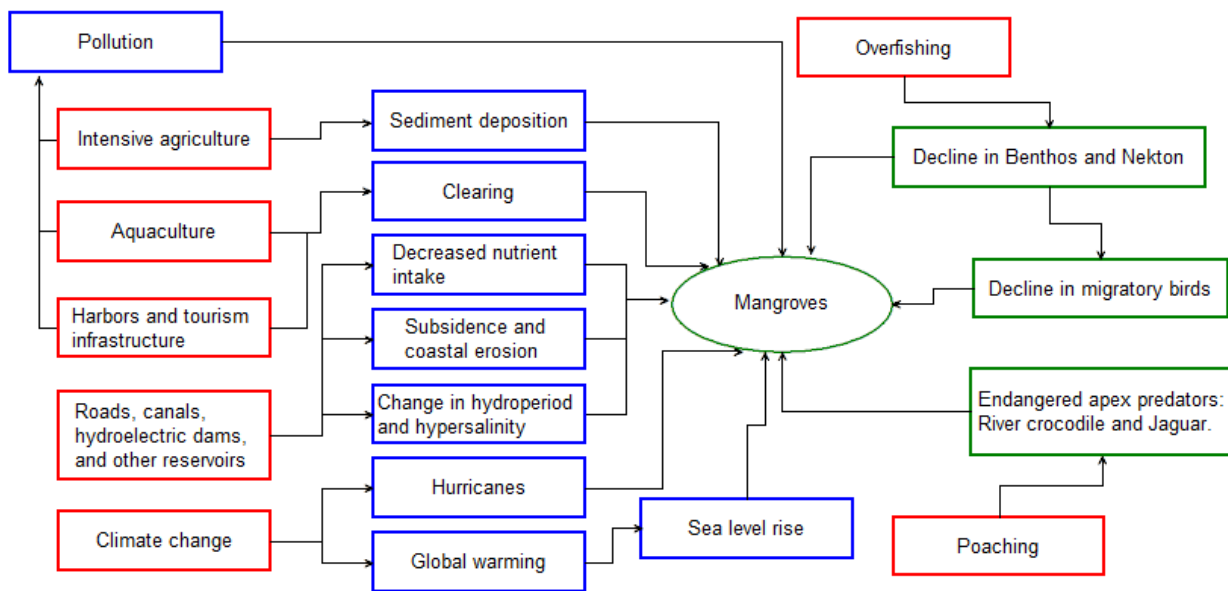 Pollution
Overfishing
Intensive agriculture
Sediment deposition
Decline in Benthos and Nekton
Aquaculture
Clearing
Decreased nutrient
intake
Mangroves
Decline in migratory birds
Harbors and tourism
infrastructure
Subsidence and
coastal erosion
Roads, canals,
hydroelectric dams,
and other reservoirs
Change in hydroperiod
and hypersalinity
Endangered apex predators:
River crocodile and Jaguar.
Climate change
Hurricanes
Global warming
Sea level rise
Poaching